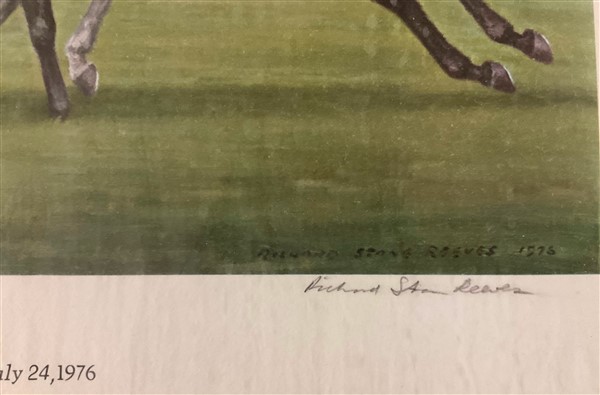 RICHARD STONE REEVES 1976
Richard Stone Reeves
uly 24, 1976